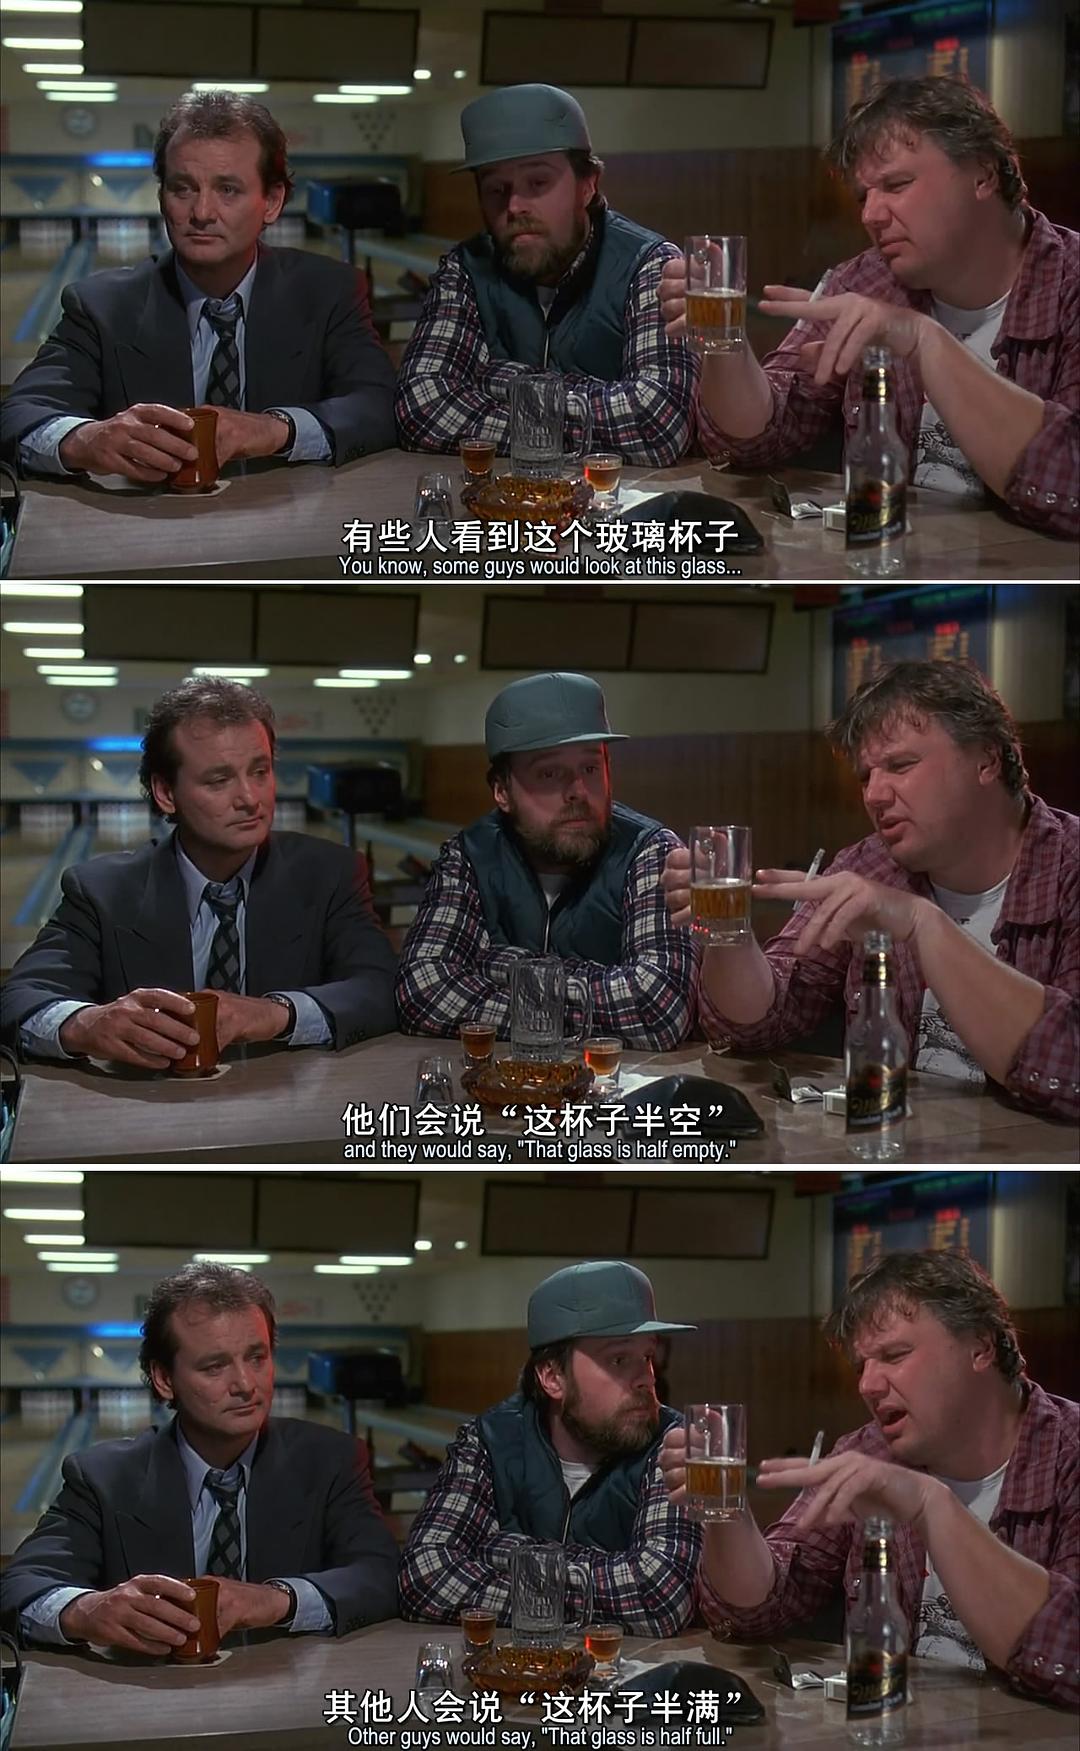 有些人看到这个玻璃杯子
You know, some guys would look at this glass...
他们会说“这杯子半空”
and they would say, "That glass is half empty."
其他人会说“这杯子半满”
Other guys would say, "That glass is half full."